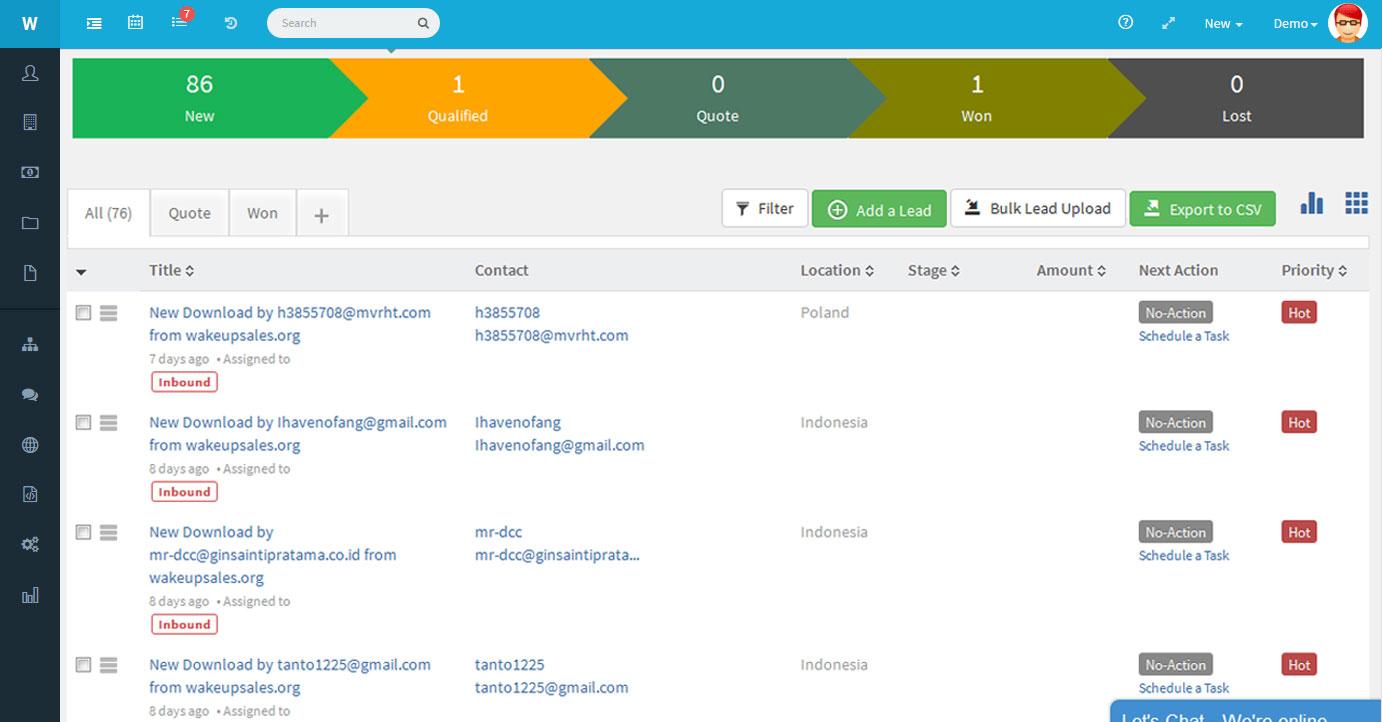 W
7
Search
New
Demo
86
New
1
Qualified
0
Quote
1
Won
0
Lost
All (76)
Quote
Won
Filter
Add a Lead
Bulk Lead Upload
Export to CSV
Title
Contact
Location
Stage
Amount
Next Action
Priority
New Download by h3855708@mvrht.com
from wakeupsales.org
7 days ago • Assigned to
Inbound
h3855708
h3855708@mvrht.com
Poland
No-Action
Schedule a Task
Hot
New Download by Ihavenofang@gmail.com
from wakeupsales.org
8 days ago • Assigned to
Inbound
Ihavenofang
Ihavenofang@gmail.com
Indonesia
No-Action
Schedule a Task
Hot
New Download by
mr-dcc@ginsaintipratama.co.id from
wakeupsales.org
8 days ago • Assigned to
Inbound
mr-dcc
mr-dcc@ginsaintiprata...
Indonesia
No-Action
Schedule a Task
Hot
New Download by tanto1225@gmail.com
from wakeupsales.org
8 days ago • Assigned to
tanto1225
tanto1225@gmail.com
Indonesia
No-Action
Schedule a Task
Hot
Let's Chat - We're online